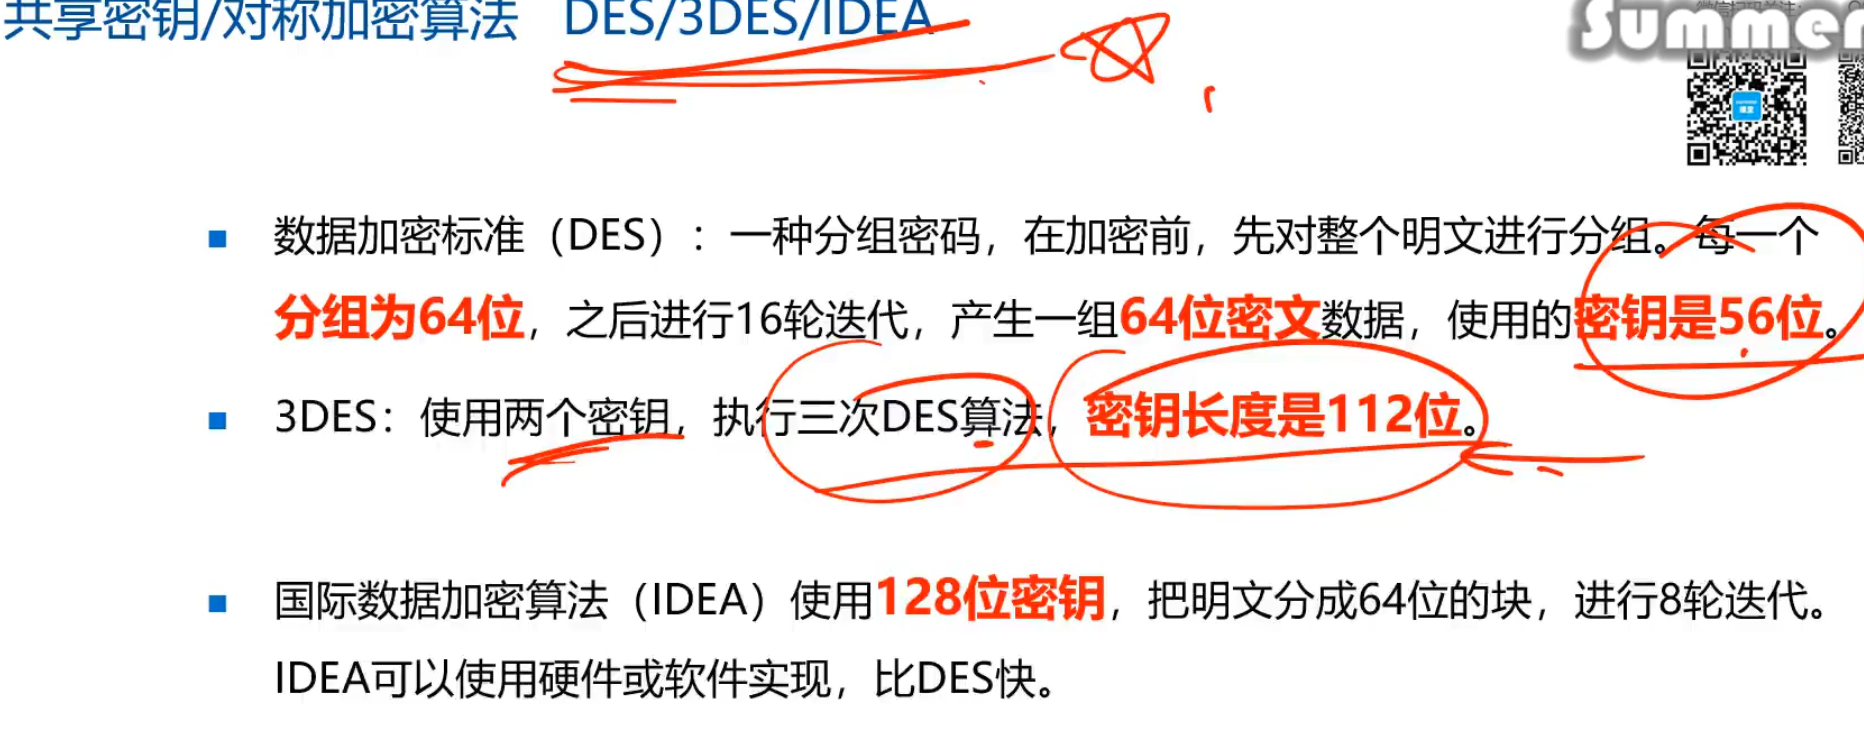 共享密钥/对称加密算法 DES/3DES/IDEA
Summer
数据加密标准（DES）：一种分组密码，在加密前，先对整个明文进行分组。每一个
分组为64位，之后进行16轮迭代，产生一组64位密文数据，使用的密钥是56位。
3DES：使用两个密钥，执行三次DES算法，密钥长度是112位。
国际数据加密算法（IDEA）使用128位密钥，把明文分成64位的块，进行8轮迭代。
IDEA可以使用硬件或软件实现，比DES快。